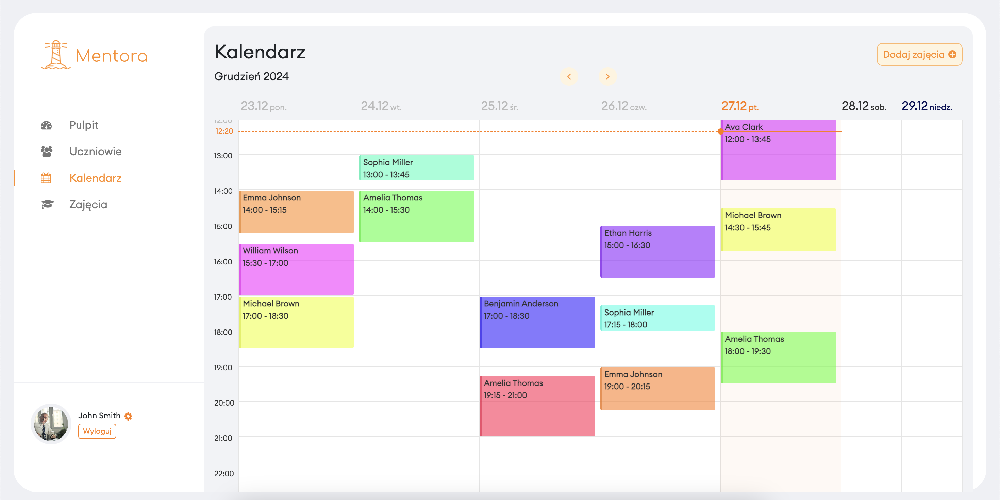 Mentora
Pulpit
Uczniowie
Kalendarz
Zajęcia
John Smith
Wyloguj
Kalendarz
Dodaj zajęcia
Grudzień 2024
23.12 pon.
24.12 wt.
25.12 śr.
26.12 czw.
27.12 pt.
28.12 sob.
29.12 niedz.
12:00
12:20
13:00
14:00
15:00
16:00
17:00
18:00
19:00
20:00
21:00
22:00
Emma Johnson
14:00 - 15:15
William Wilson
15:30 - 17:00
Michael Brown
17:00 - 18:30
Sophia Miller
13:00 - 13:45
Amelia Thomas
14:00 - 15:30
Benjamin Anderson
17:00 - 18:30
Amelia Thomas
19:15 - 21:00
Ethan Harris
15:00 - 16:30
Sophia Miller
17:15 - 18:00
Emma Johnson
19:00 - 20:15
Ava Clark
12:00 - 13:45
Michael Brown
14:30 - 15:45
Amelia Thomas
18:00 - 19:30